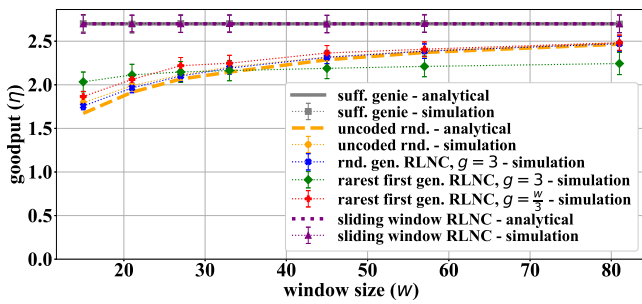 goodput (η)
2.5
2.0
1.5
1.0
0.5
0.0
suff. genie - analytical
suff. genie - simulation
uncoded rnd. - analytical
uncoded rnd. - simulation
rnd. gen. RLNC, g = 3 - simulation
rarest first gen. RLNC, g = 3 - simulation
rarest first gen. RLNC, g = w/3 - simulation
sliding window RLNC - analytical
sliding window RLNC - simulation
20 30 40 50 60 70 80
window size (w)